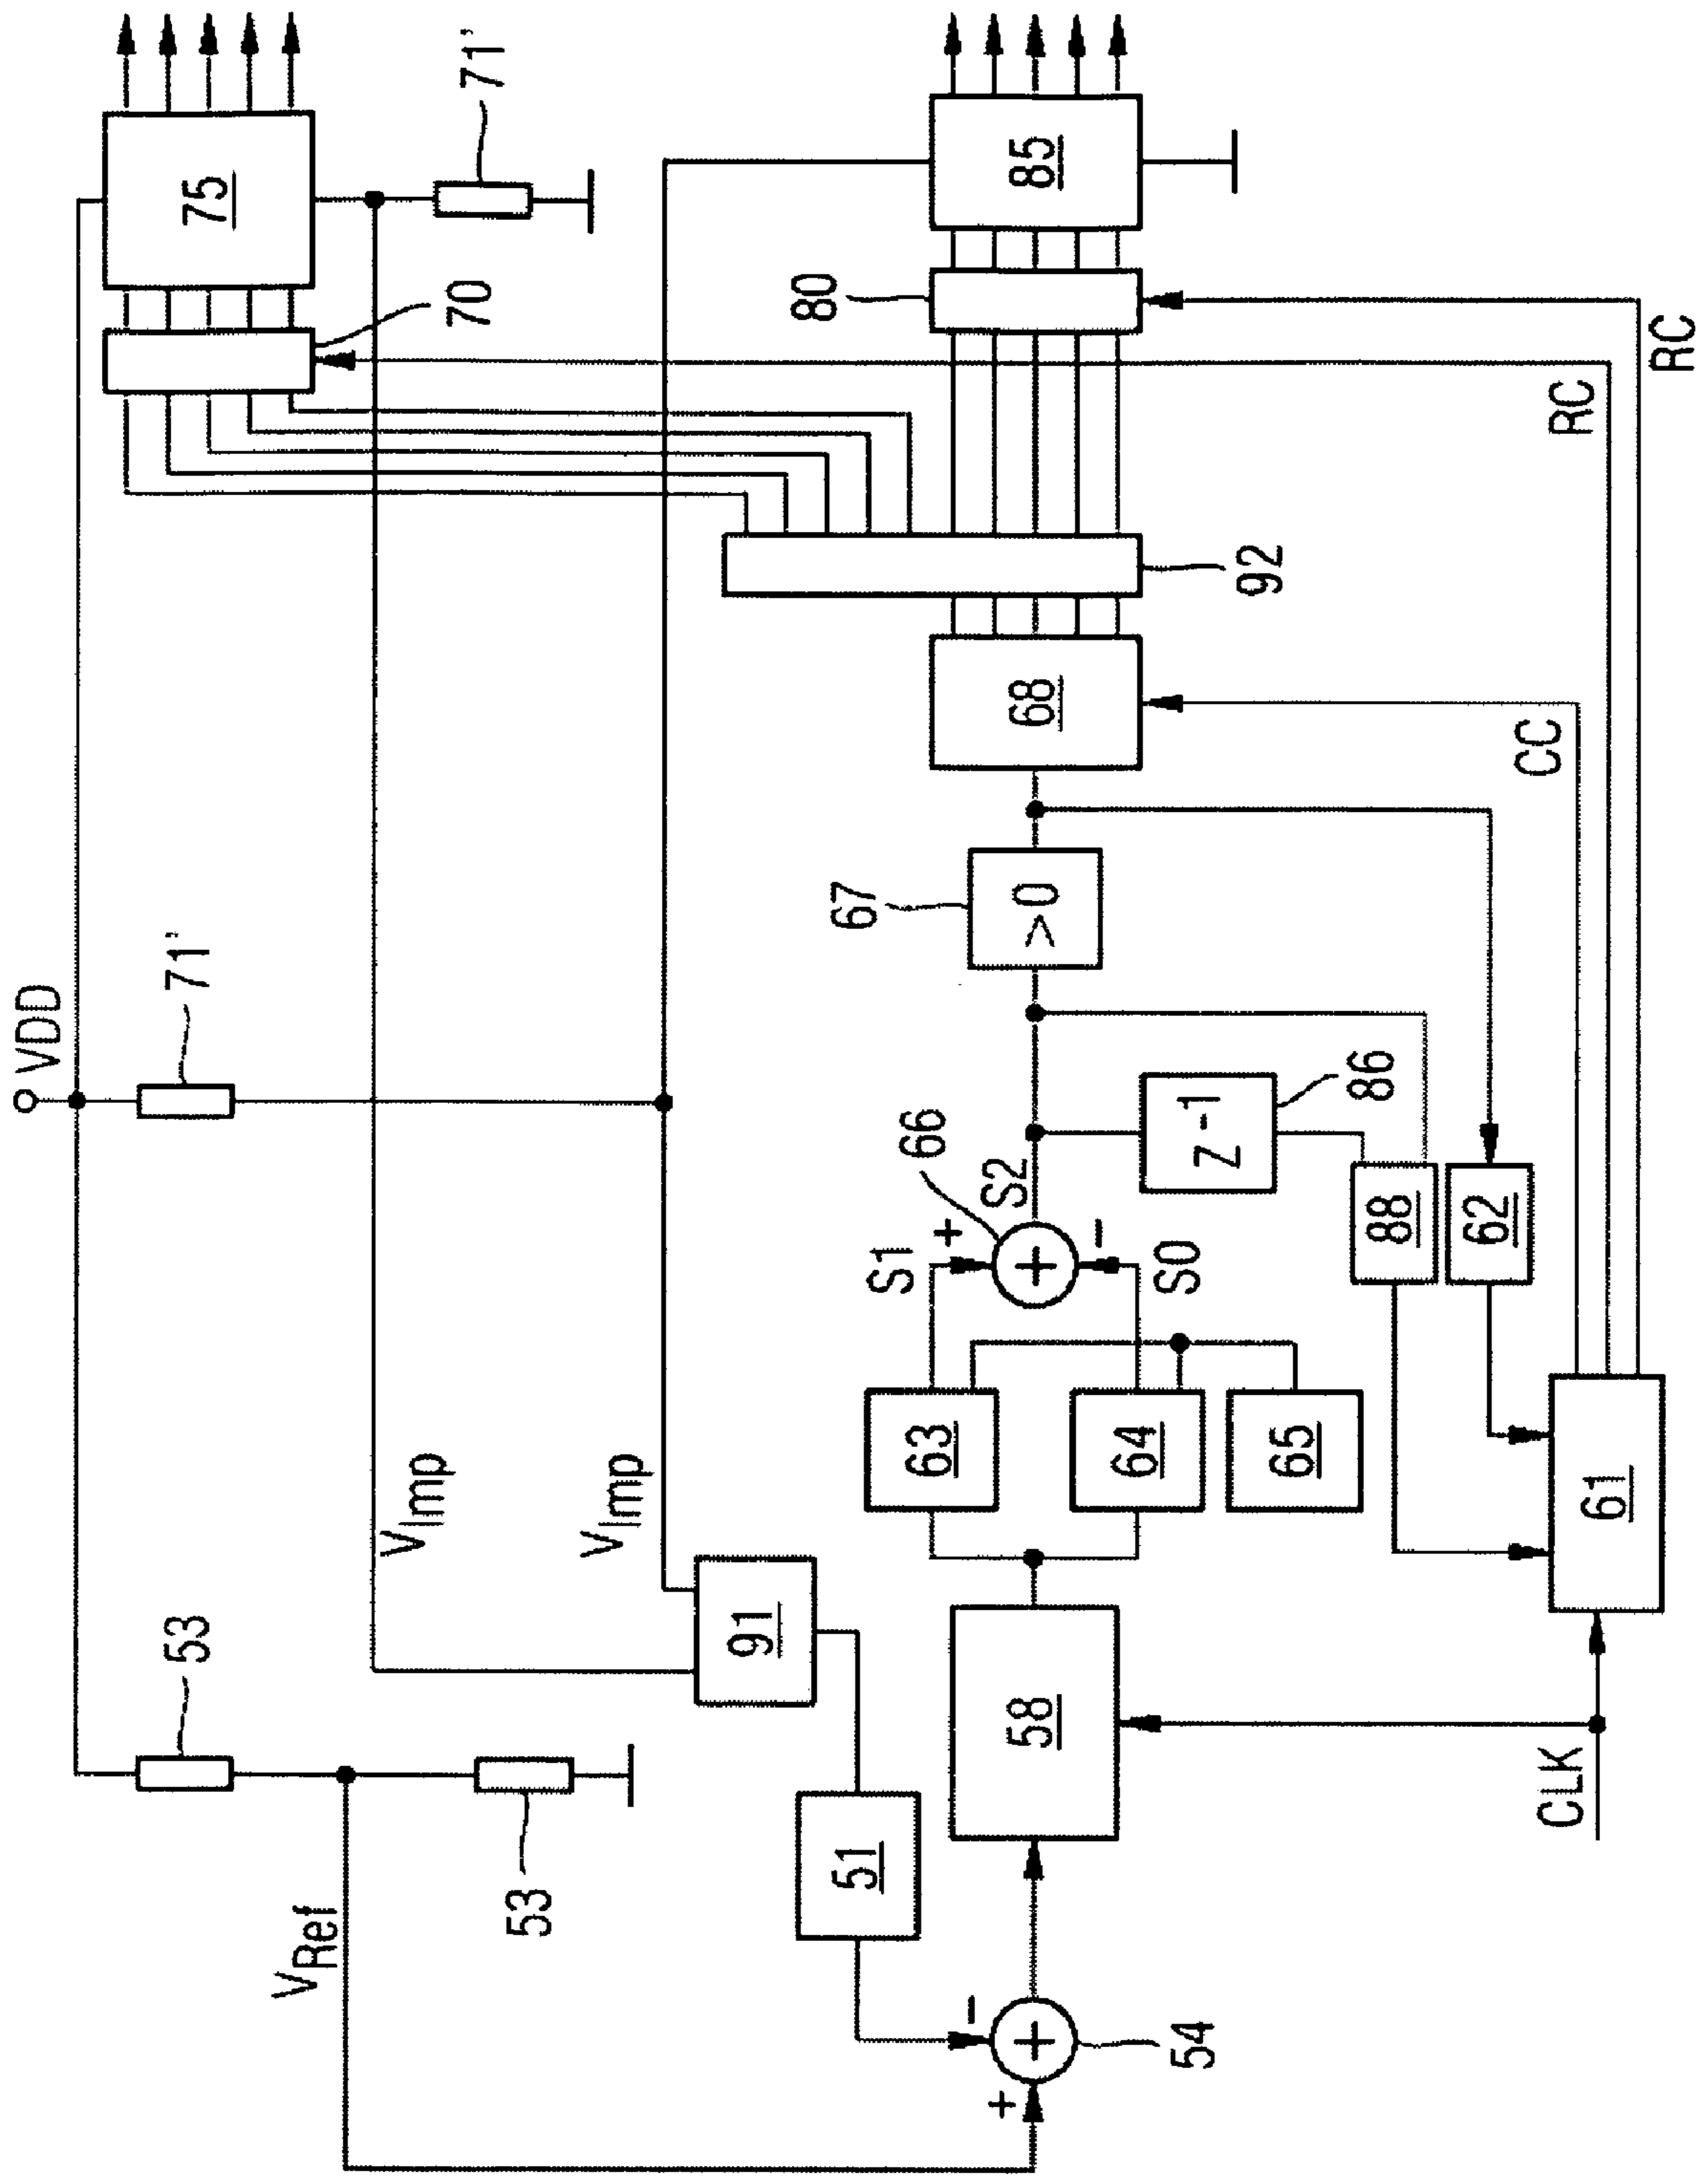 VDD
53
VRef
53
71'
75
71'
70
VImp
VImp
91
51
54
+
-
+
58
CLK
63
64
65
S1
+
66
+
-
S0
S2
Z-1
86
67
>0
88
62
61
68
92
80
85
CC
RC
RC